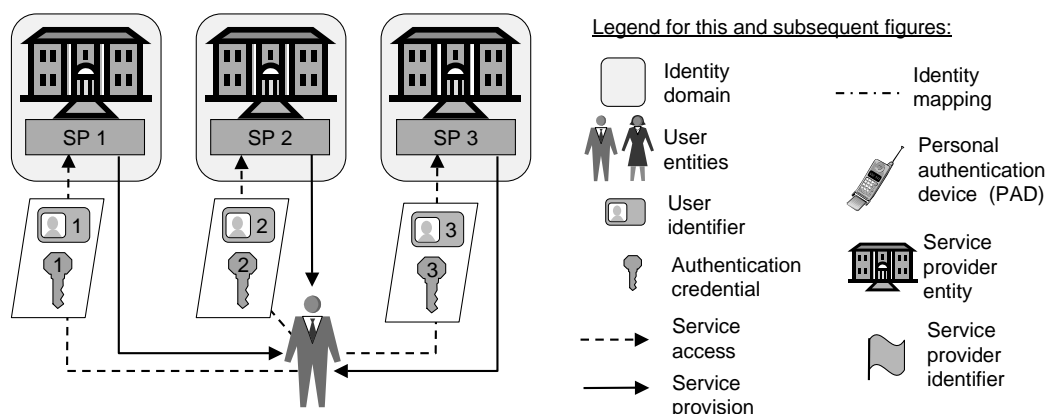 SP 1
SP 2
SP 3
1
2
3
1
2
3
Legend for this and subsequent figures:
Identity
domain
User
entities
User
identifier
Authentication
credential
Service
access
Service
provision
Identity
mapping
Personal
authentication
device (PAD)
Service
provider
entity
Service
provider
identifier